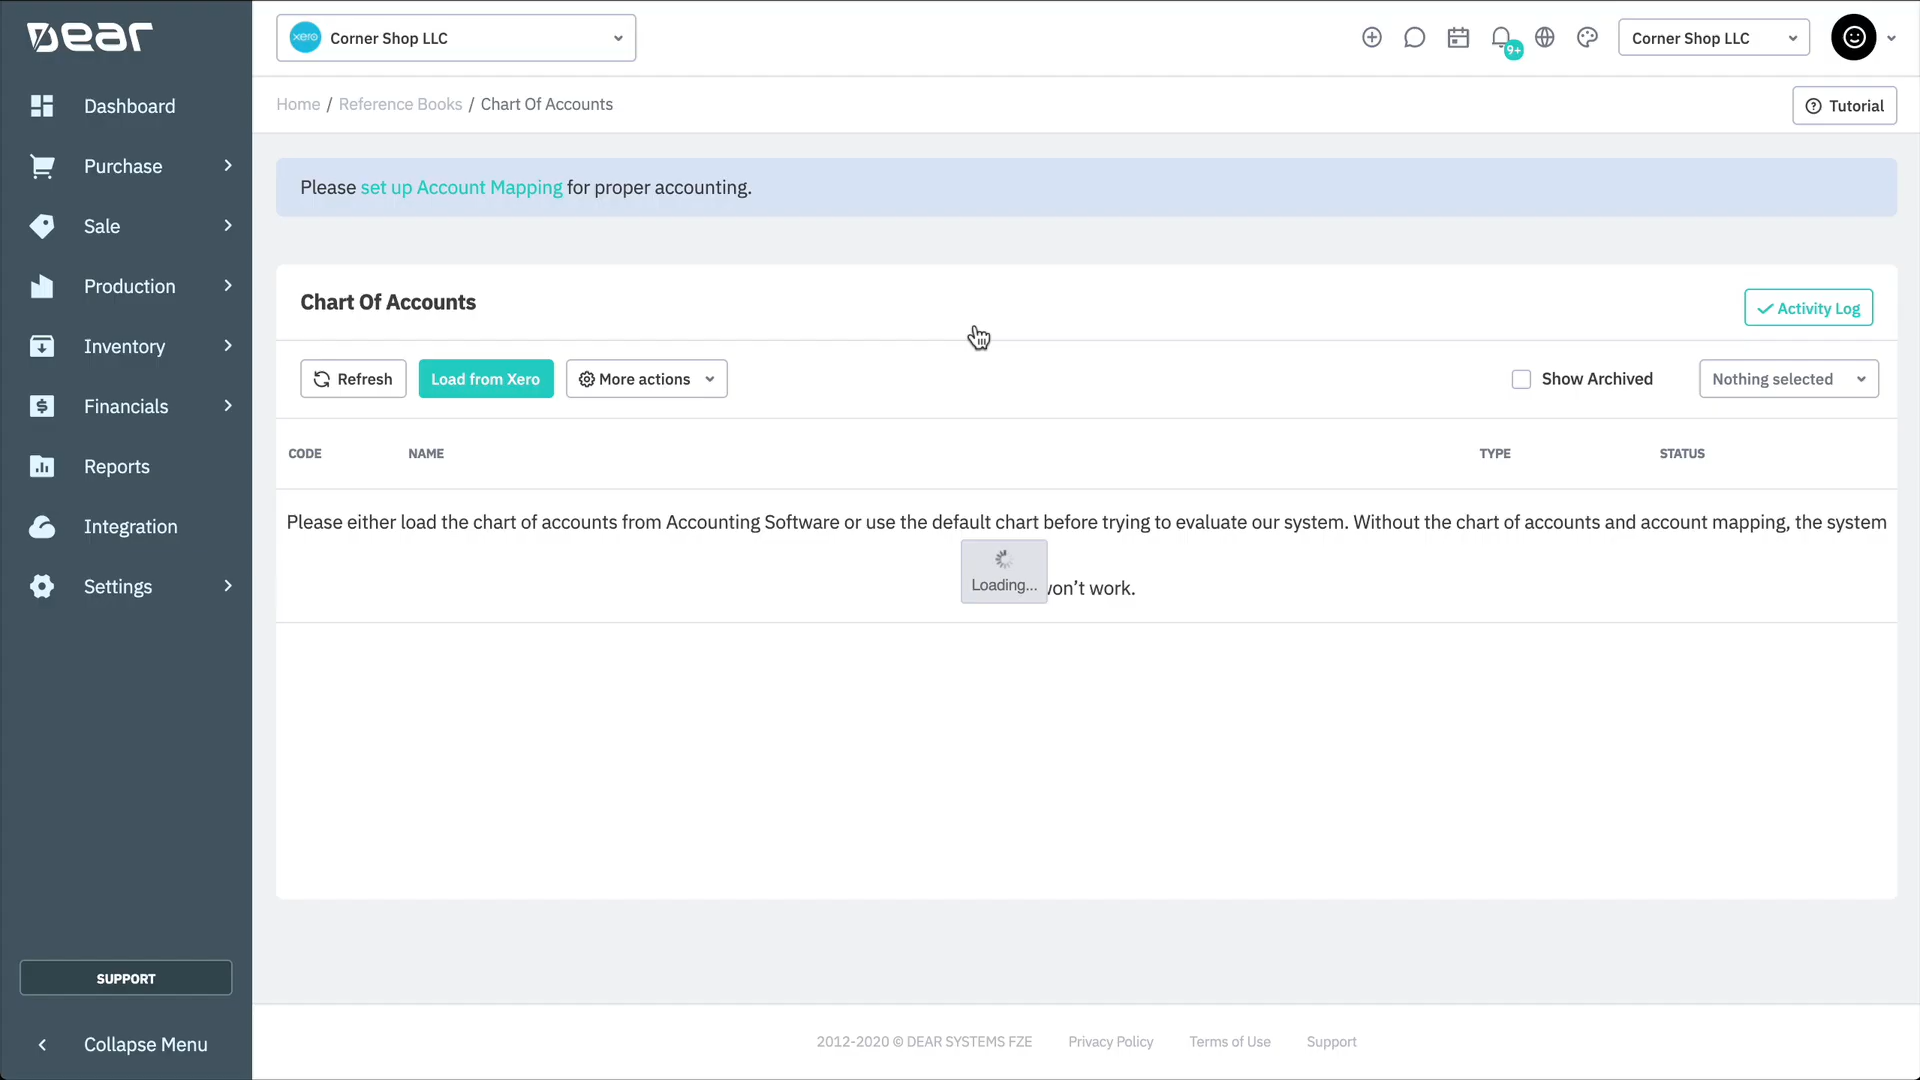 Dear
xero Corner Shop LLC
9+
Corner Shop LLC
Dashboard
Purchase
Sale
Production
Inventory
Financials
Reports
Integration
Settings
SUPPORT
Collapse Menu
Home / Reference Books / Chart Of Accounts
Tutorial
Please set up Account Mapping for proper accounting.
Chart Of Accounts
Activity Log
Refresh
Load from Xero
More actions
Show Archived
Nothing selected
CODE NAME TYPE STATUS
Please either load the chart of accounts from Accounting Software or use the default chart before trying to evaluate our system. Without the chart of accounts and account mapping, the system
won’t work.
Loading...
2012-2020 © DEAR SYSTEMS FZE Privacy Policy Terms of Use Support